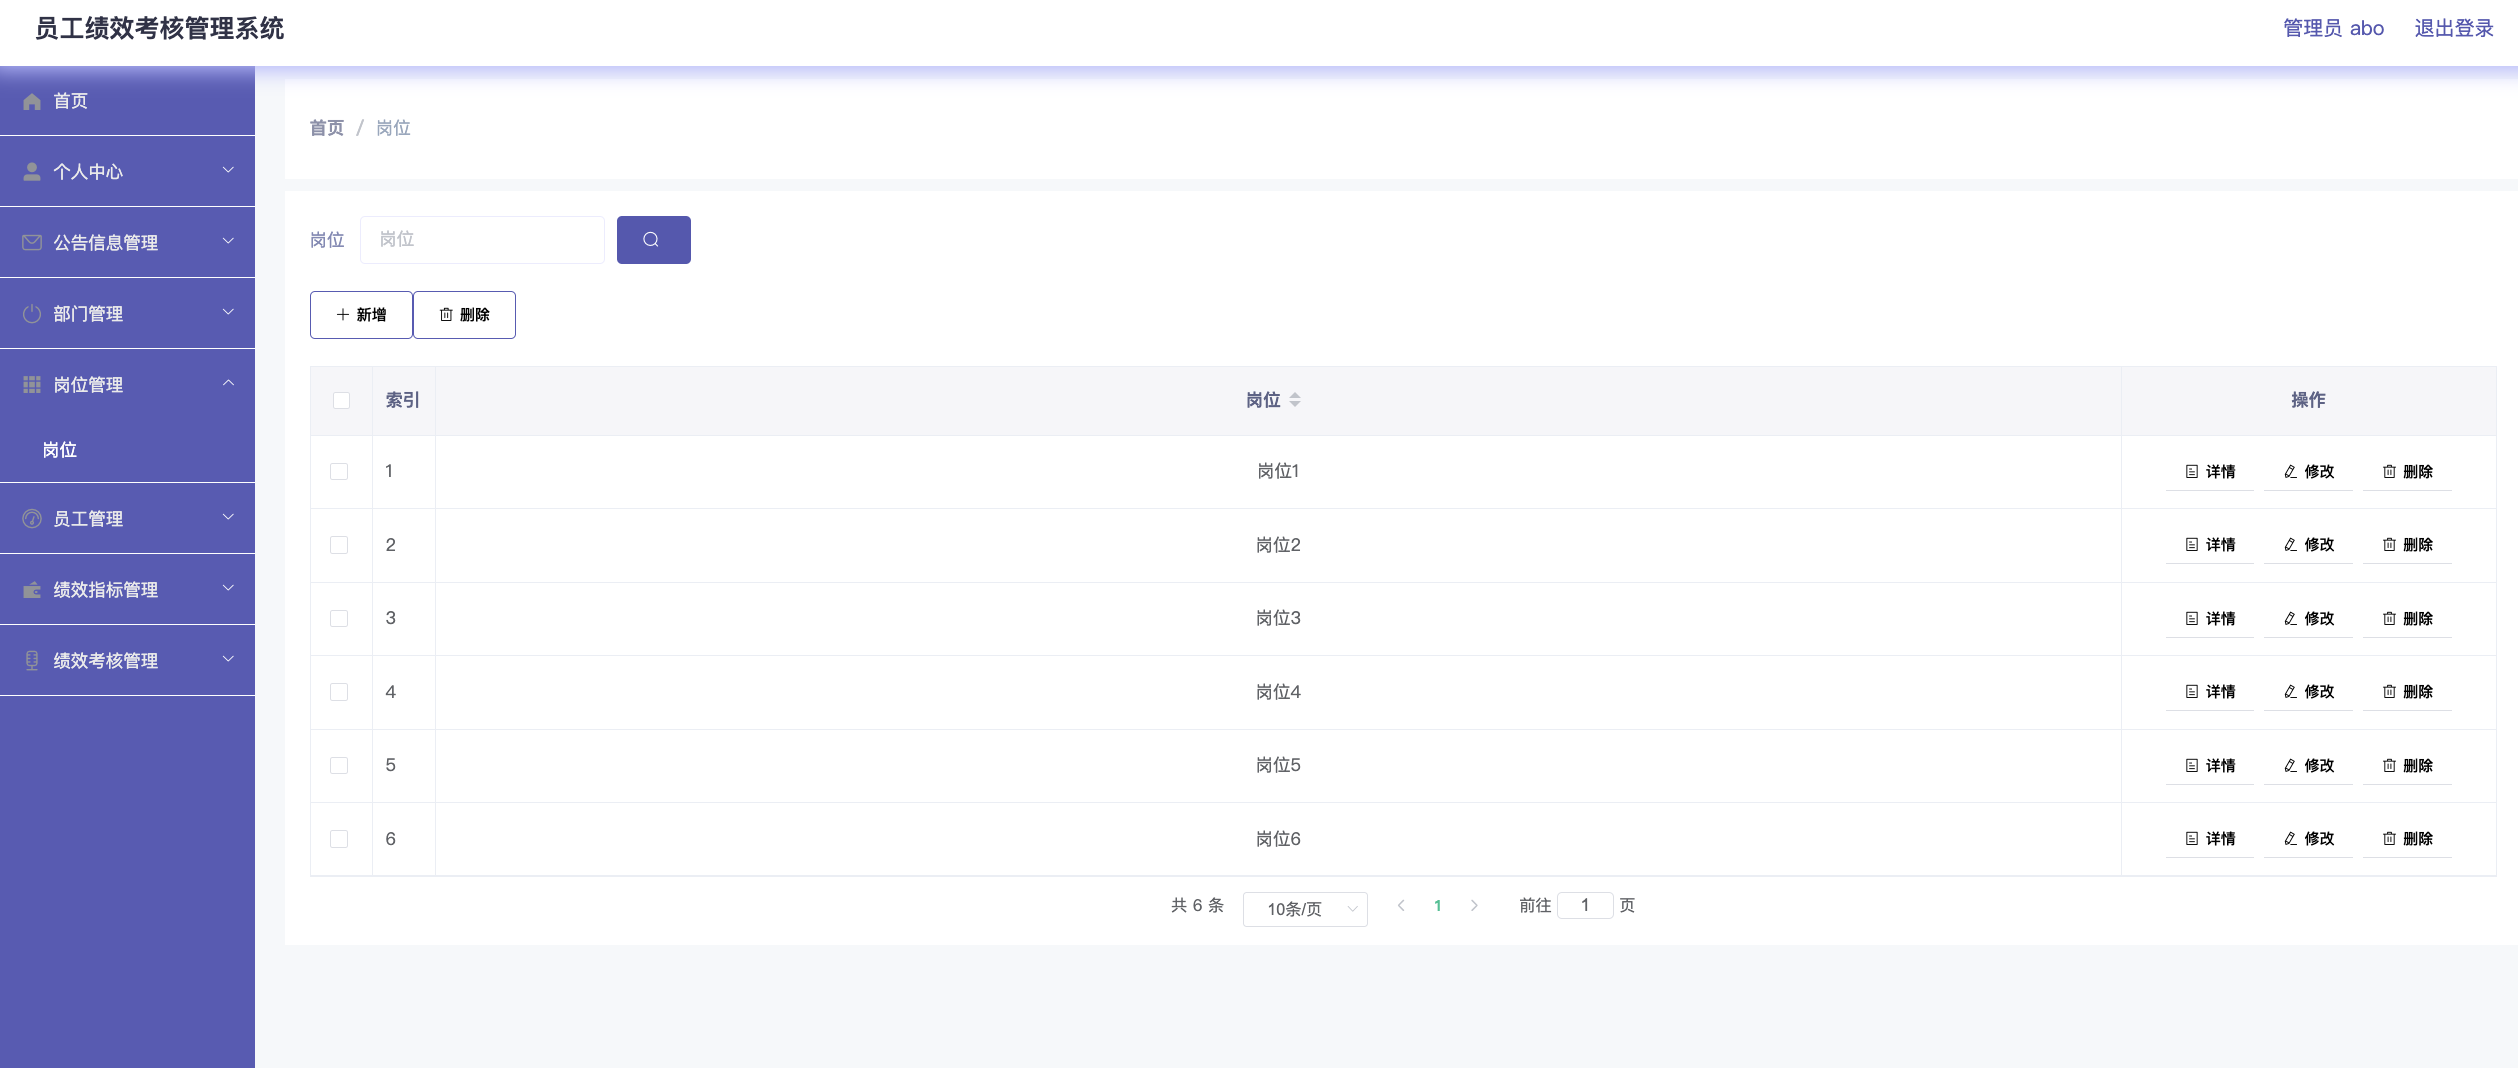 员工绩效考核管理系统
管理员 abo 退出登录
首页
个人中心
公告信息管理
部门管理
岗位管理
岗位
员工管理
绩效指标管理
绩效考核管理
首页 / 岗位
岗位 岗位
新增 删除
索引 岗位 操作
1 岗位1 详情 修改 删除
2 岗位2 详情 修改 删除
3 岗位3 详情 修改 删除
4 岗位4 详情 修改 删除
5 岗位5 详情 修改 删除
6 岗位6 详情 修改 删除
共 6 条 10条/页 1 前往 1 页